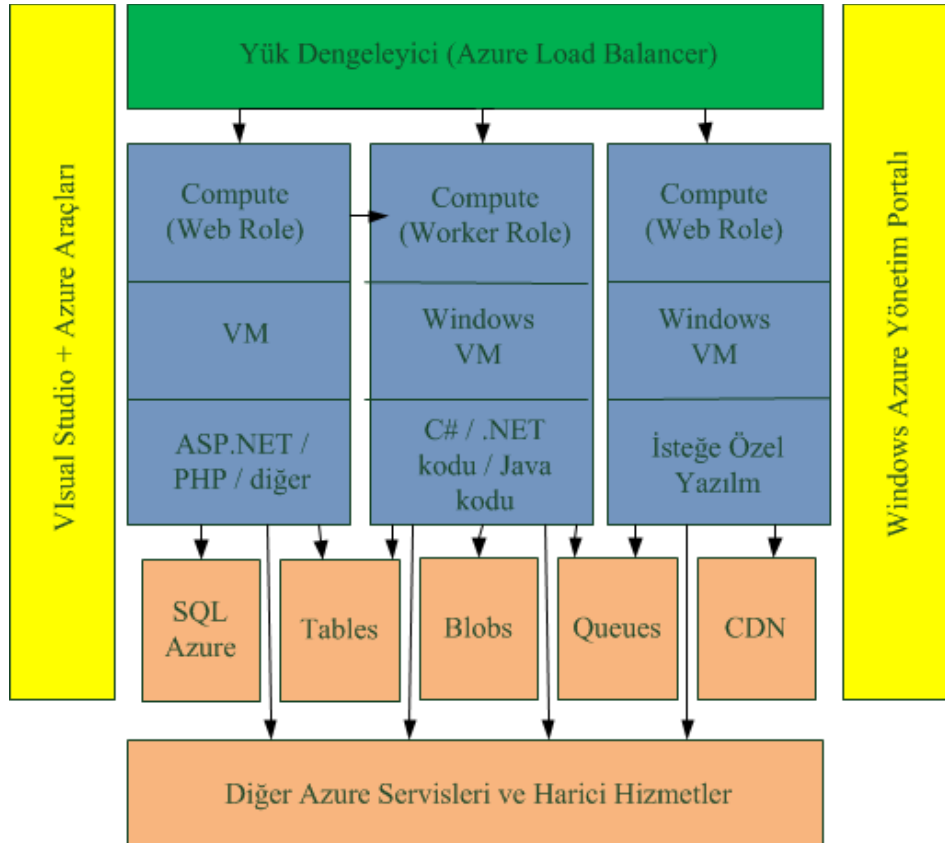 Yük Dengeleyici (Azure Load Balancer)
VIsual Studio + Azure Araçları
Compute
(Web Role)
VM
ASP.NET /
PHP / diğer
Compute
(Worker Role)
Windows
VM
C# / .NET
kodu / Java
kodu
Compute
(Web Role)
Windows
VM
İsteğe Özel
Yazılm
Windows Azure Yönetim Portalı
SQL
Azure
Tables
Blobs
Queues
CDN
Diğer Azure Servisleri ve Harici Hizmetler